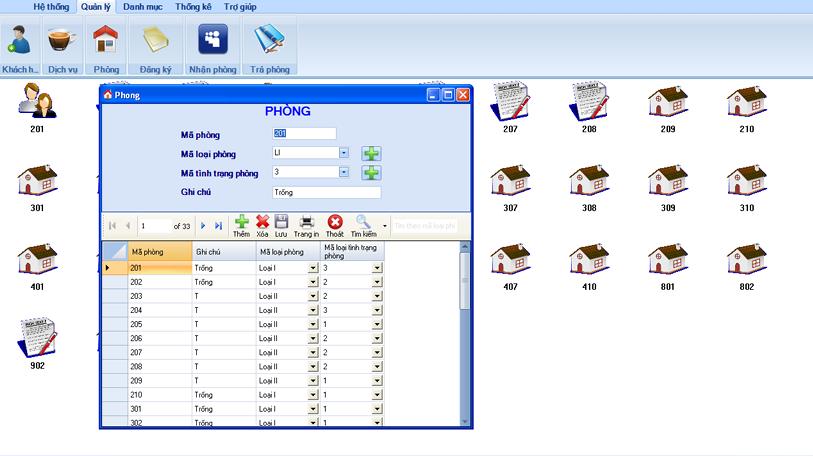 Hệ thống Quản lý Danh mục Thống kê Trợ giúp
Khách h... Dịch vụ Phòng Đăng ký Nhận phòng Trả phòng
201 207 208 209 210
301 307 308 309 310
401 407 410 801 802
902
Phong
PHÒNG
Mã phòng 201
Mã loại phòng LI
Mã tình trạng phòng 3
Ghi chú Trống
1 of 33 Thêm Xóa Lưu Trang in Thoát Tìm kiếm Tìm theo mã loại phi
Mã phòng Ghi chú Mã loại phòng Mã loại tình trạng phòng
201 Trống Loại I 3
202 Trống Loại I 2
203 T Loại II 2
204 T Loại II 3
205 T Loại II 1
206 T Loại II 2
207 T Loại II 2
208 T Loại II 2
209 T Loại II 1
210 Trống Loại I 1
301 Trống Loại I 1
302 Trống Loại I 1